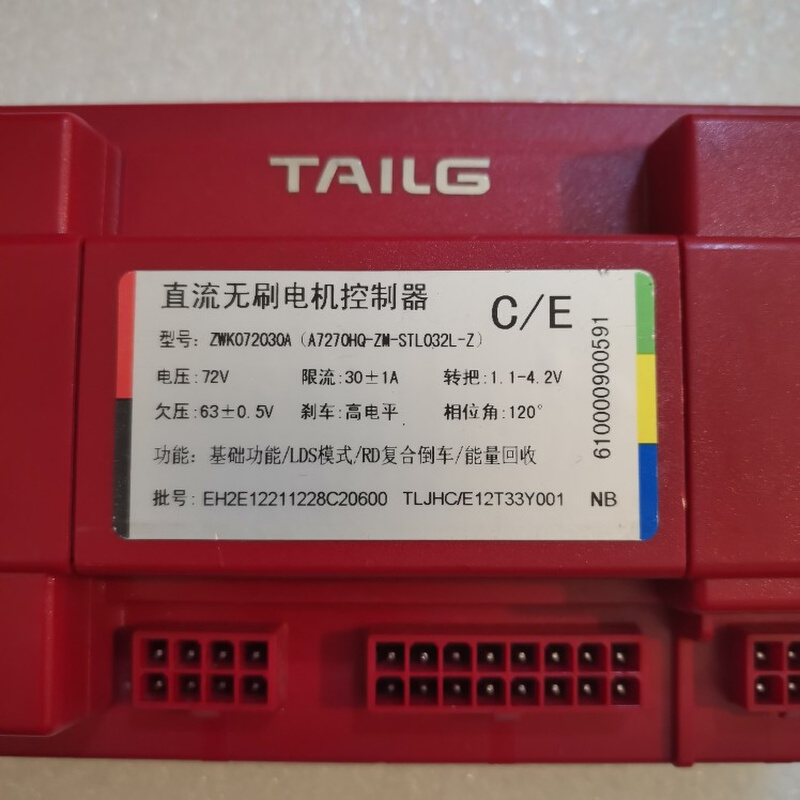 TAILG
直流无刷电机控制器 C/E
型号: ZWK072030A (A7270HQ-ZM-STL032L-Z)
电压:72V 限流:30±1A 转把:1.1-4.2V
欠压:63±0.5V 刹车:高电平 相位角:120°
功能: 基础功能/LDS模式/RD复合倒车/能量回收
批号: EH2E12211228C20600 TLJHC/E12T33Y001 NB
610000900591